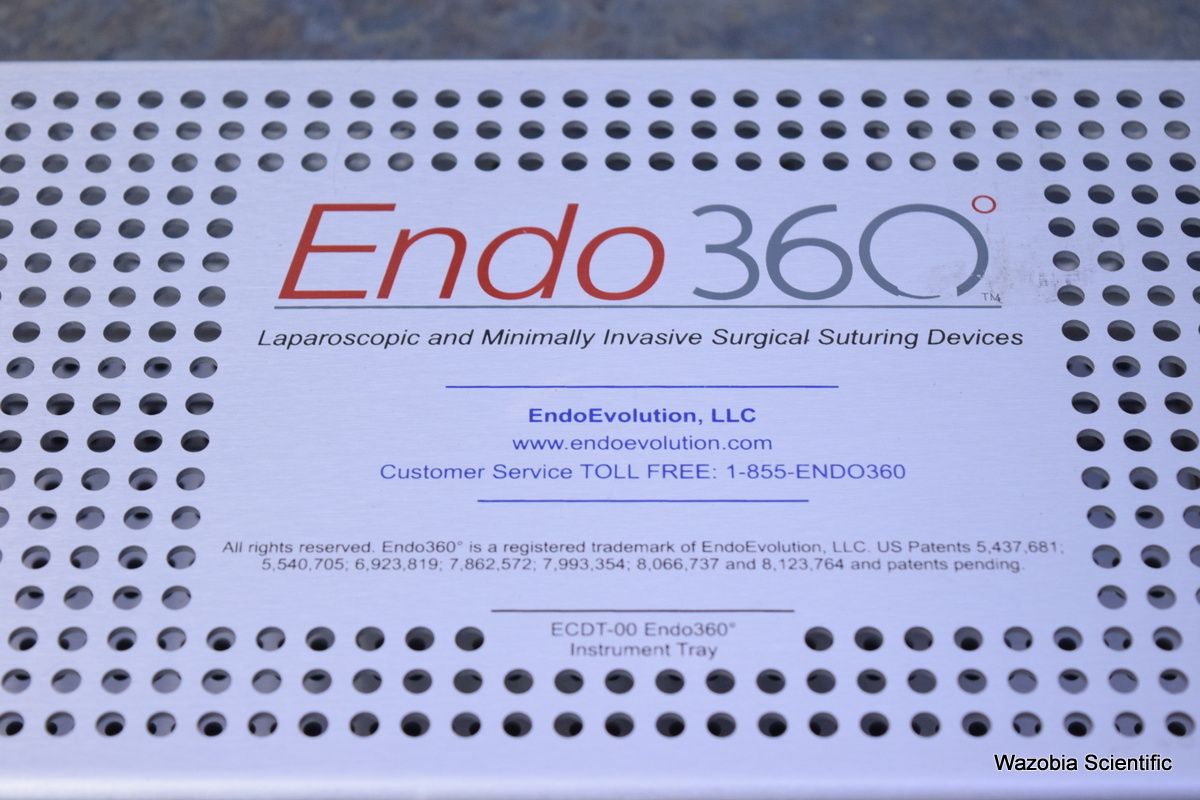 Endo 360°™
Laparoscopic and Minimally Invasive Surgical Suturing Devices
EndoEvolution, LLC
www.endoevolution.com
Customer Service TOLL FREE: 1-855-ENDO360
All rights reserved. Endo360° is a registered trademark of EndoEvolution, LLC. US Patents 5,437,681;
5,540,705; 6,923,819; 7,862,572; 7,993,354; 8,066,737 and 8,123,764 and patents pending.
ECDT-00 Endo360°
Instrument Tray
Wazobia Scientific